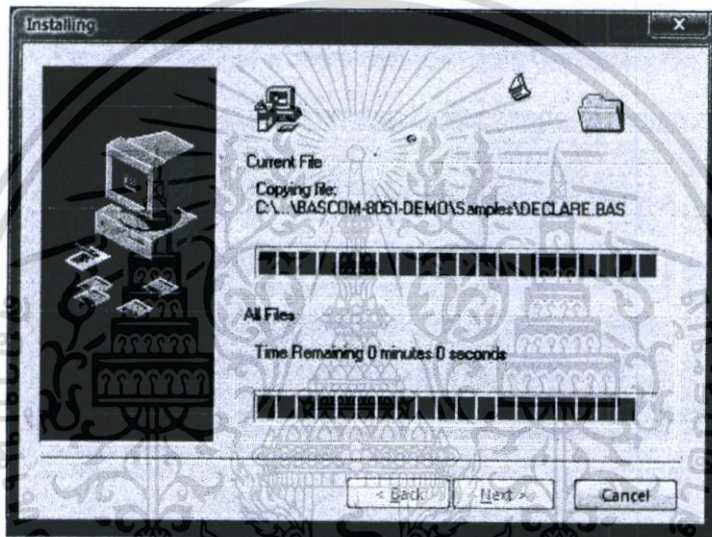 Installing
Current File
Copying file:
C:\...\BASCOM-8051-DEMO\Samples\DECLARE.BAS
All Files
Time Remaining 0 minutes 0 seconds
< Back
Next >
Cancel